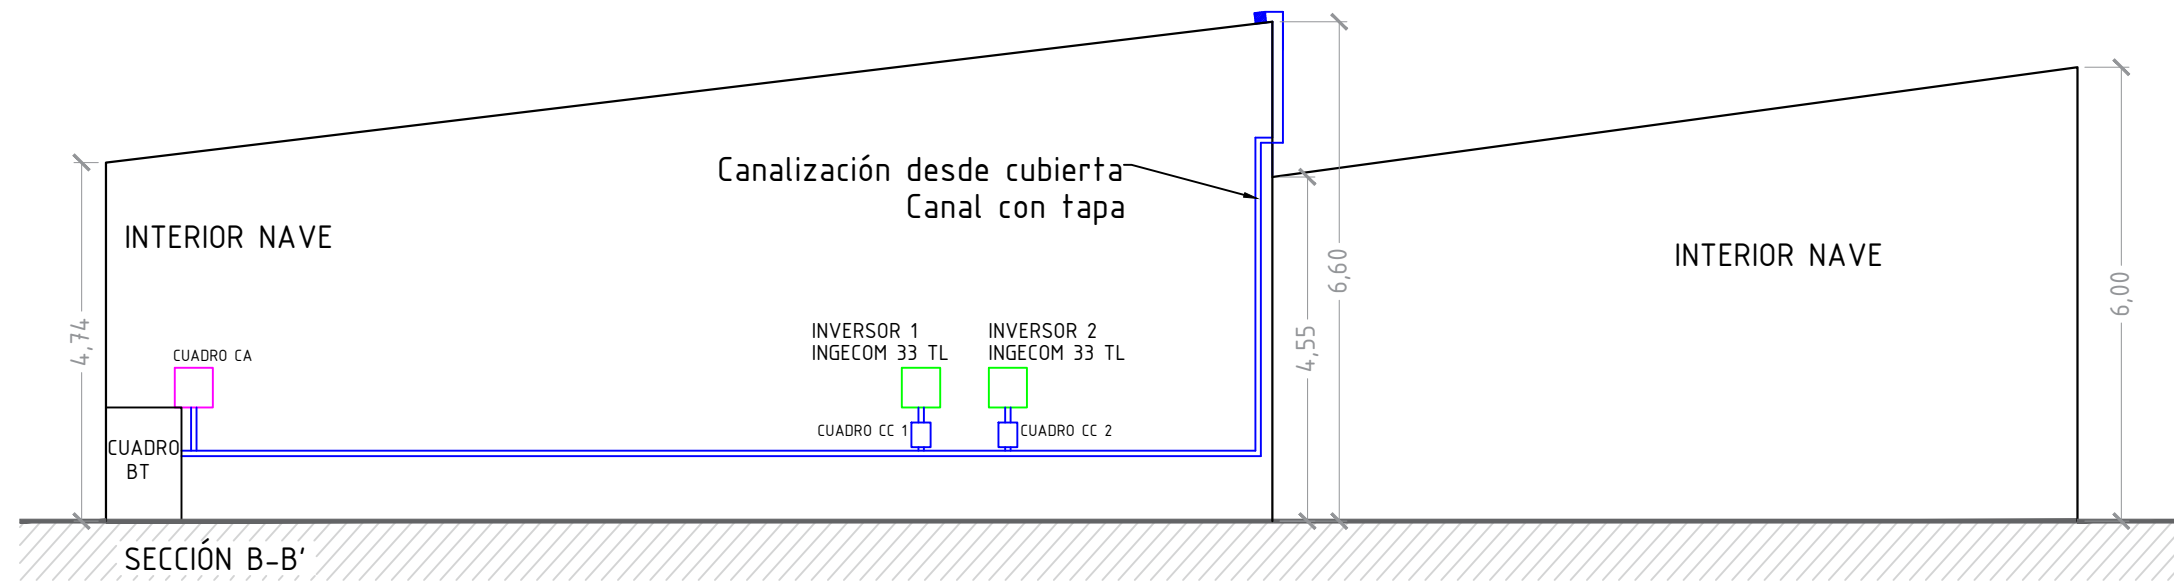 Canalización desde cubierta
Canal con tapa
INTERIOR NAVE
INTERIOR NAVE
6,60
6,00
4,74
4,55
INVERSOR 1
INGECOM 33 TL
INVERSOR 2
INGECOM 33 TL
CUADRO CA
CUADRO CC 1
CUADRO CC 2
CUADRO
BT
SECCIÓN B-B'